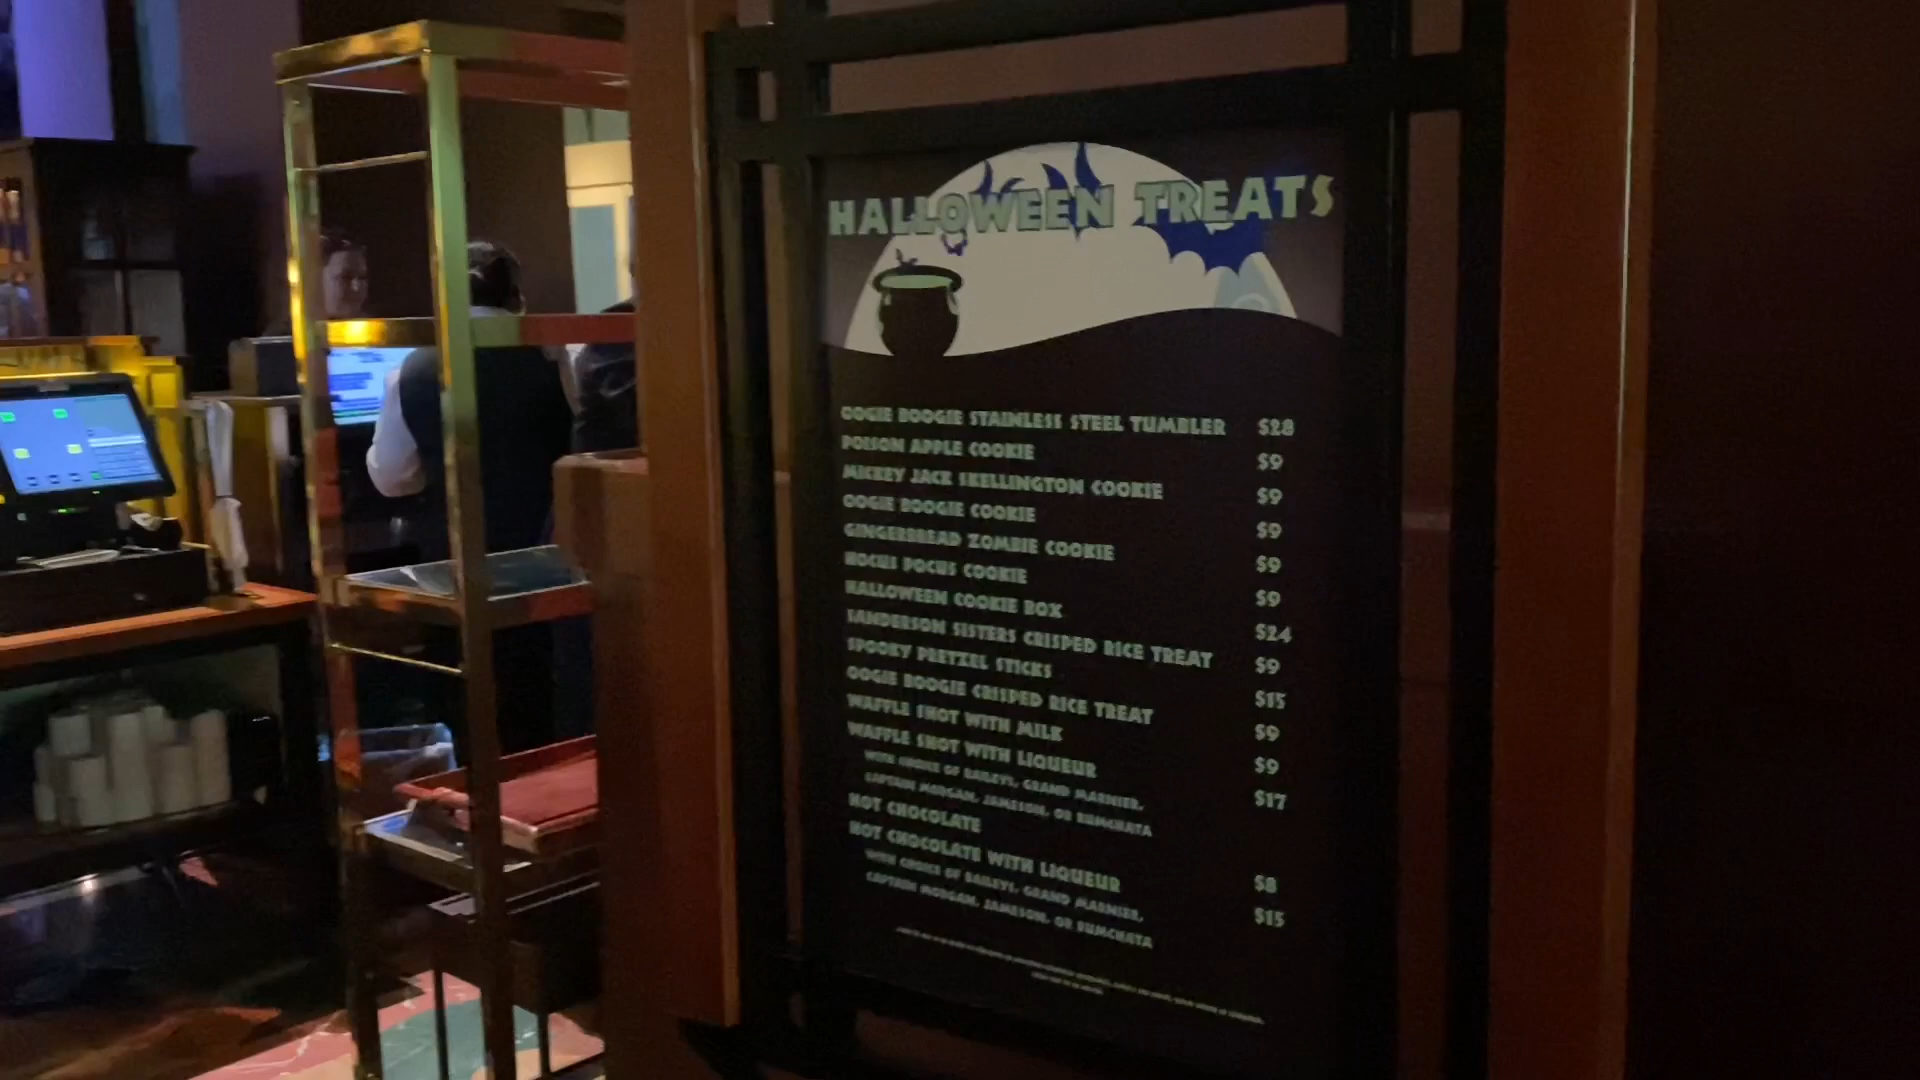 HALLOWEEN TREATS
OOGIE BOOGIE STAINLESS STEEL TUMBLER $28
POISON APPLE COOKIE $9
MICKEY JACK SKELLINGTON COOKIE $9
OOGIE BOOGIE COOKIE $9
GINGERBREAD ZOMBIE COOKIE $9
HOCUS POCUS COOKIE $9
HALLOWEEN COOKIE BOX $24
SANDERSON SISTERS CRISPED RICE TREAT $9
SPOOKY PRETZEL STICKS $15
OOGIE BOOGIE CRISPED RICE TREAT $9
WAFFLE SHOT WITH MILK $9
WAFFLE SHOT WITH LIQUEUR $17
WITH CHOICE OF BAILEYS, GRAND MARNIER,
CAPTAIN MORGAN, JAMESON, OR RUMCHATA
HOT CHOCOLATE $8
HOT CHOCOLATE WITH LIQUEUR $15
WITH CHOICE OF BAILEYS, GRAND MARNIER,
CAPTAIN MORGAN, JAMESON, OR RUMCHATA